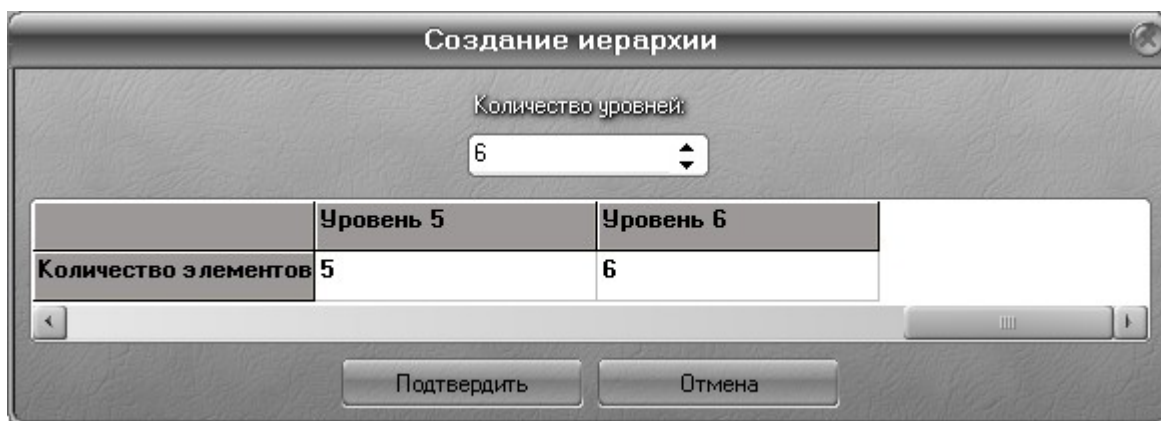 Создание иерархии
Количество уровней:
6
Уровень 5 Уровень 6
Количество элементов 5 6
Подтвердить Отмена